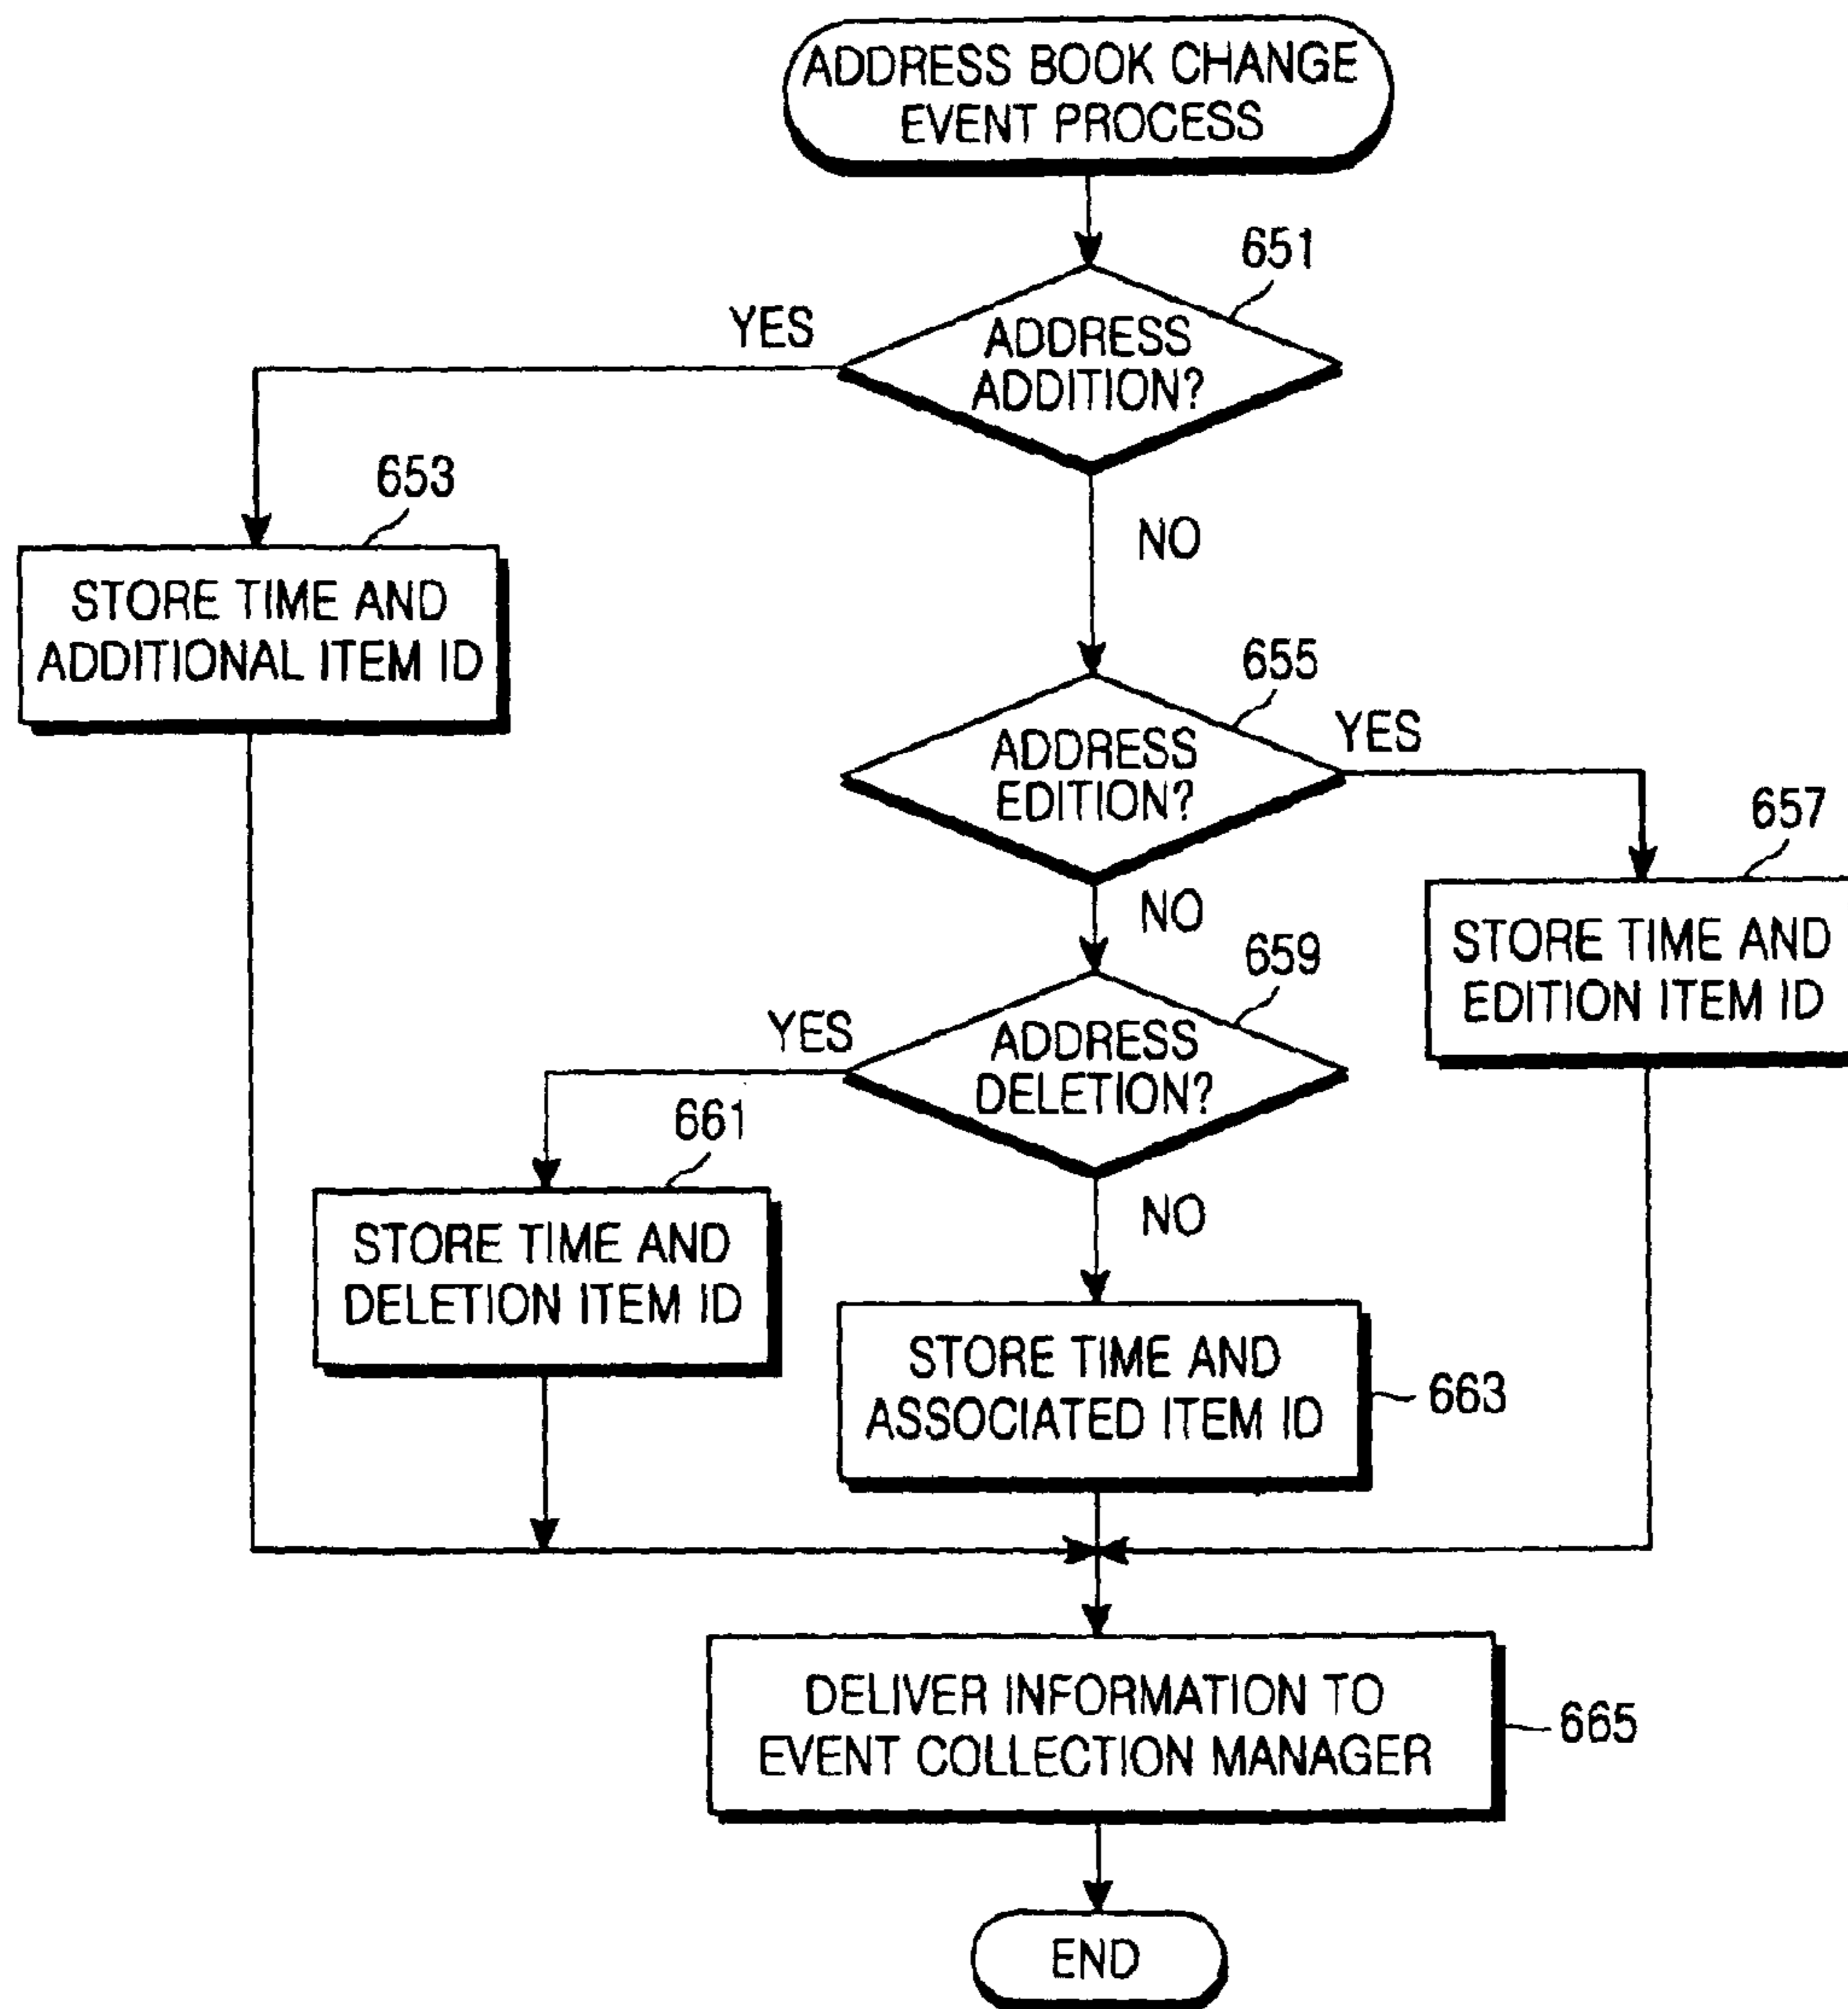 ADDRESS BOOK CHANGE
EVENT PROCESS
651
YES
ADDRESS
ADDITION?
653
NO
STORE TIME AND
ADDITIONAL ITEM ID
655
YES
ADDRESS
EDITION?
657
NO
STORE TIME AND
EDITION ITEM ID
659
YES
ADDRESS
DELETION?
661
NO
STORE TIME AND
DELETION ITEM ID
STORE TIME AND
ASSOCIATED ITEM ID
663
DELIVER INFORMATION TO
EVENT COLLECTION MANAGER
665
END